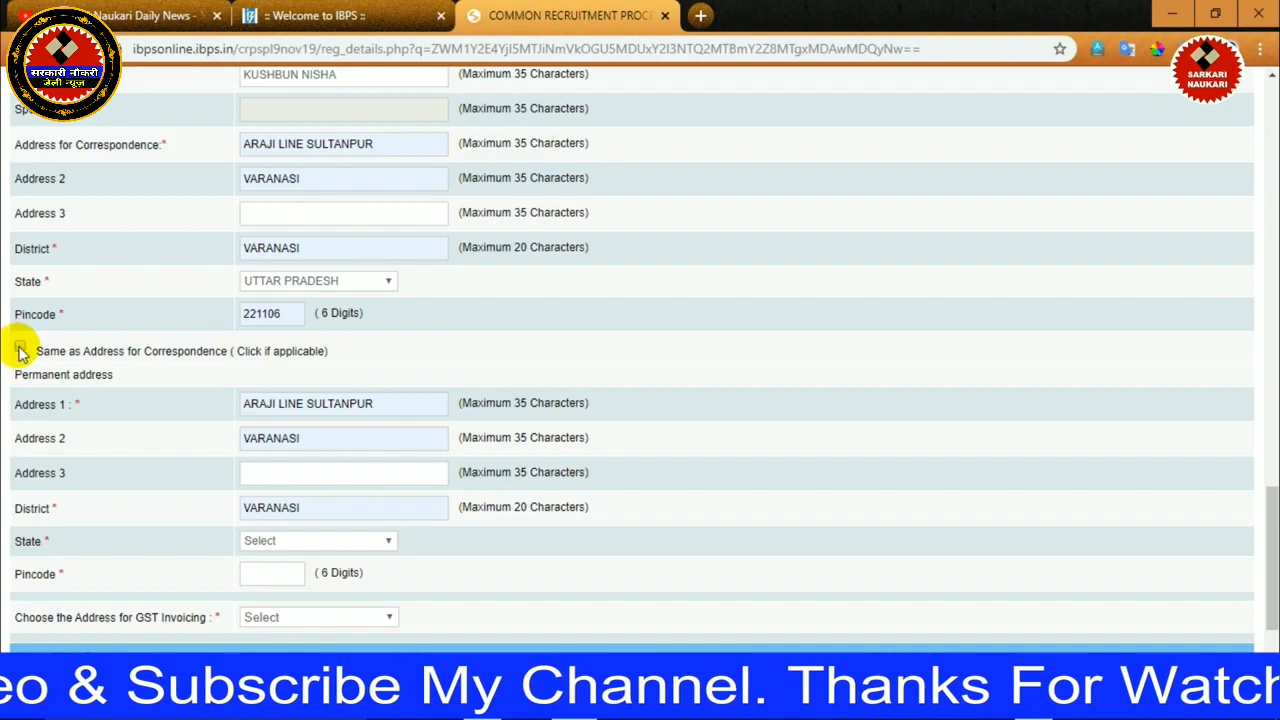 Naukari Daily News -
:: Welcome to IBPS ::
COMMON RECRUITMENT PROC
ibpsonline.ibps.in/crpspl9nov19/reg_details.php?q=ZWM1Y2E4YjI5MTJiNmVkOGU5MDUxY2I3NTQ2MTBmY2Z8MTgxMDAwMDQyNw==
सरकारी नौकरी
डेली न्यूज़
SARKARI
NAUKARI
KUSHBUN NISHA (Maximum 35 Characters)
(Maximum 35 Characters)
Address for Correspondence:* ARAJI LINE SULTANPUR (Maximum 35 Characters)
Address 2 VARANASI (Maximum 35 Characters)
Address 3 (Maximum 35 Characters)
District * VARANASI (Maximum 20 Characters)
State * UTTAR PRADESH
Pincode * 221106 ( 6 Digits)
Same as Address for Correspondence ( Click if applicable)
Permanent address
Address 1 : * ARAJI LINE SULTANPUR (Maximum 35 Characters)
Address 2 VARANASI (Maximum 35 Characters)
Address 3 (Maximum 35 Characters)
District * VARANASI (Maximum 20 Characters)
State * Select
Pincode * ( 6 Digits)
Choose the Address for GST Invoicing : * Select
eo & Subscribe My Channel. Thanks For Watch